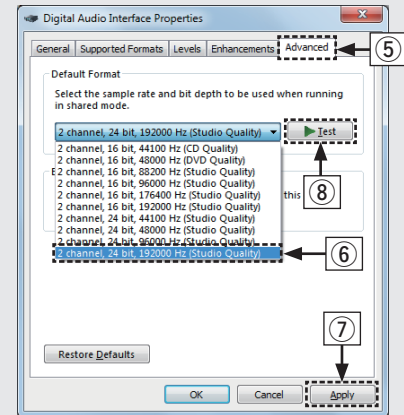 Digital Audio Interface Properties
General Supported Formats Levels Enhancements Advanced
⑤
Default Format
Select the sample rate and bit depth to be used when running
in shared mode.
2 channel, 24 bit, 192000 Hz (Studio Quality) Test
2 channel, 16 bit, 44100 Hz (CD Quality)
2 channel, 16 bit, 48000 Hz (DVD Quality)
2 channel, 16 bit, 88200 Hz (Studio Quality)
2 channel, 16 bit, 96000 Hz (Studio Quality)
2 channel, 16 bit, 176400 Hz (Studio Quality) this
2 channel, 16 bit, 192000 Hz (Studio Quality)
⑧
2 channel, 24 bit, 44100 Hz (Studio Quality)
2 channel, 24 bit, 48000 Hz (Studio Quality)
2 channel, 24 bit, 96000 Hz (Studio Quality)
2 channel, 24 bit, 192000 Hz (Studio Quality)
⑥
⑦
Restore Defaults
OK Cancel Apply